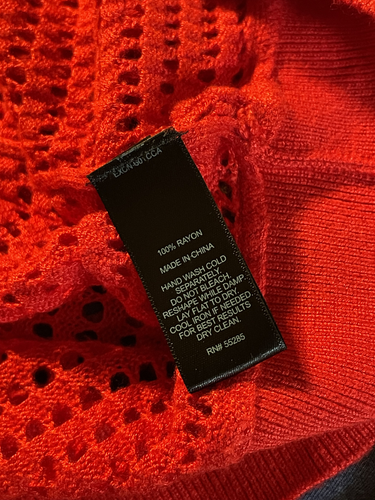 100% RAYON
MADE IN CHINA
HAND WASH COLD
SEPARATELY.
DO NOT BLEACH.
RESHAPE WHILE DAMP.
LAY FLAT TO DRY.
COOL IRON IF NEEDED
FOR BEST RESULTS
DRY CLEAN.
RN# 55285